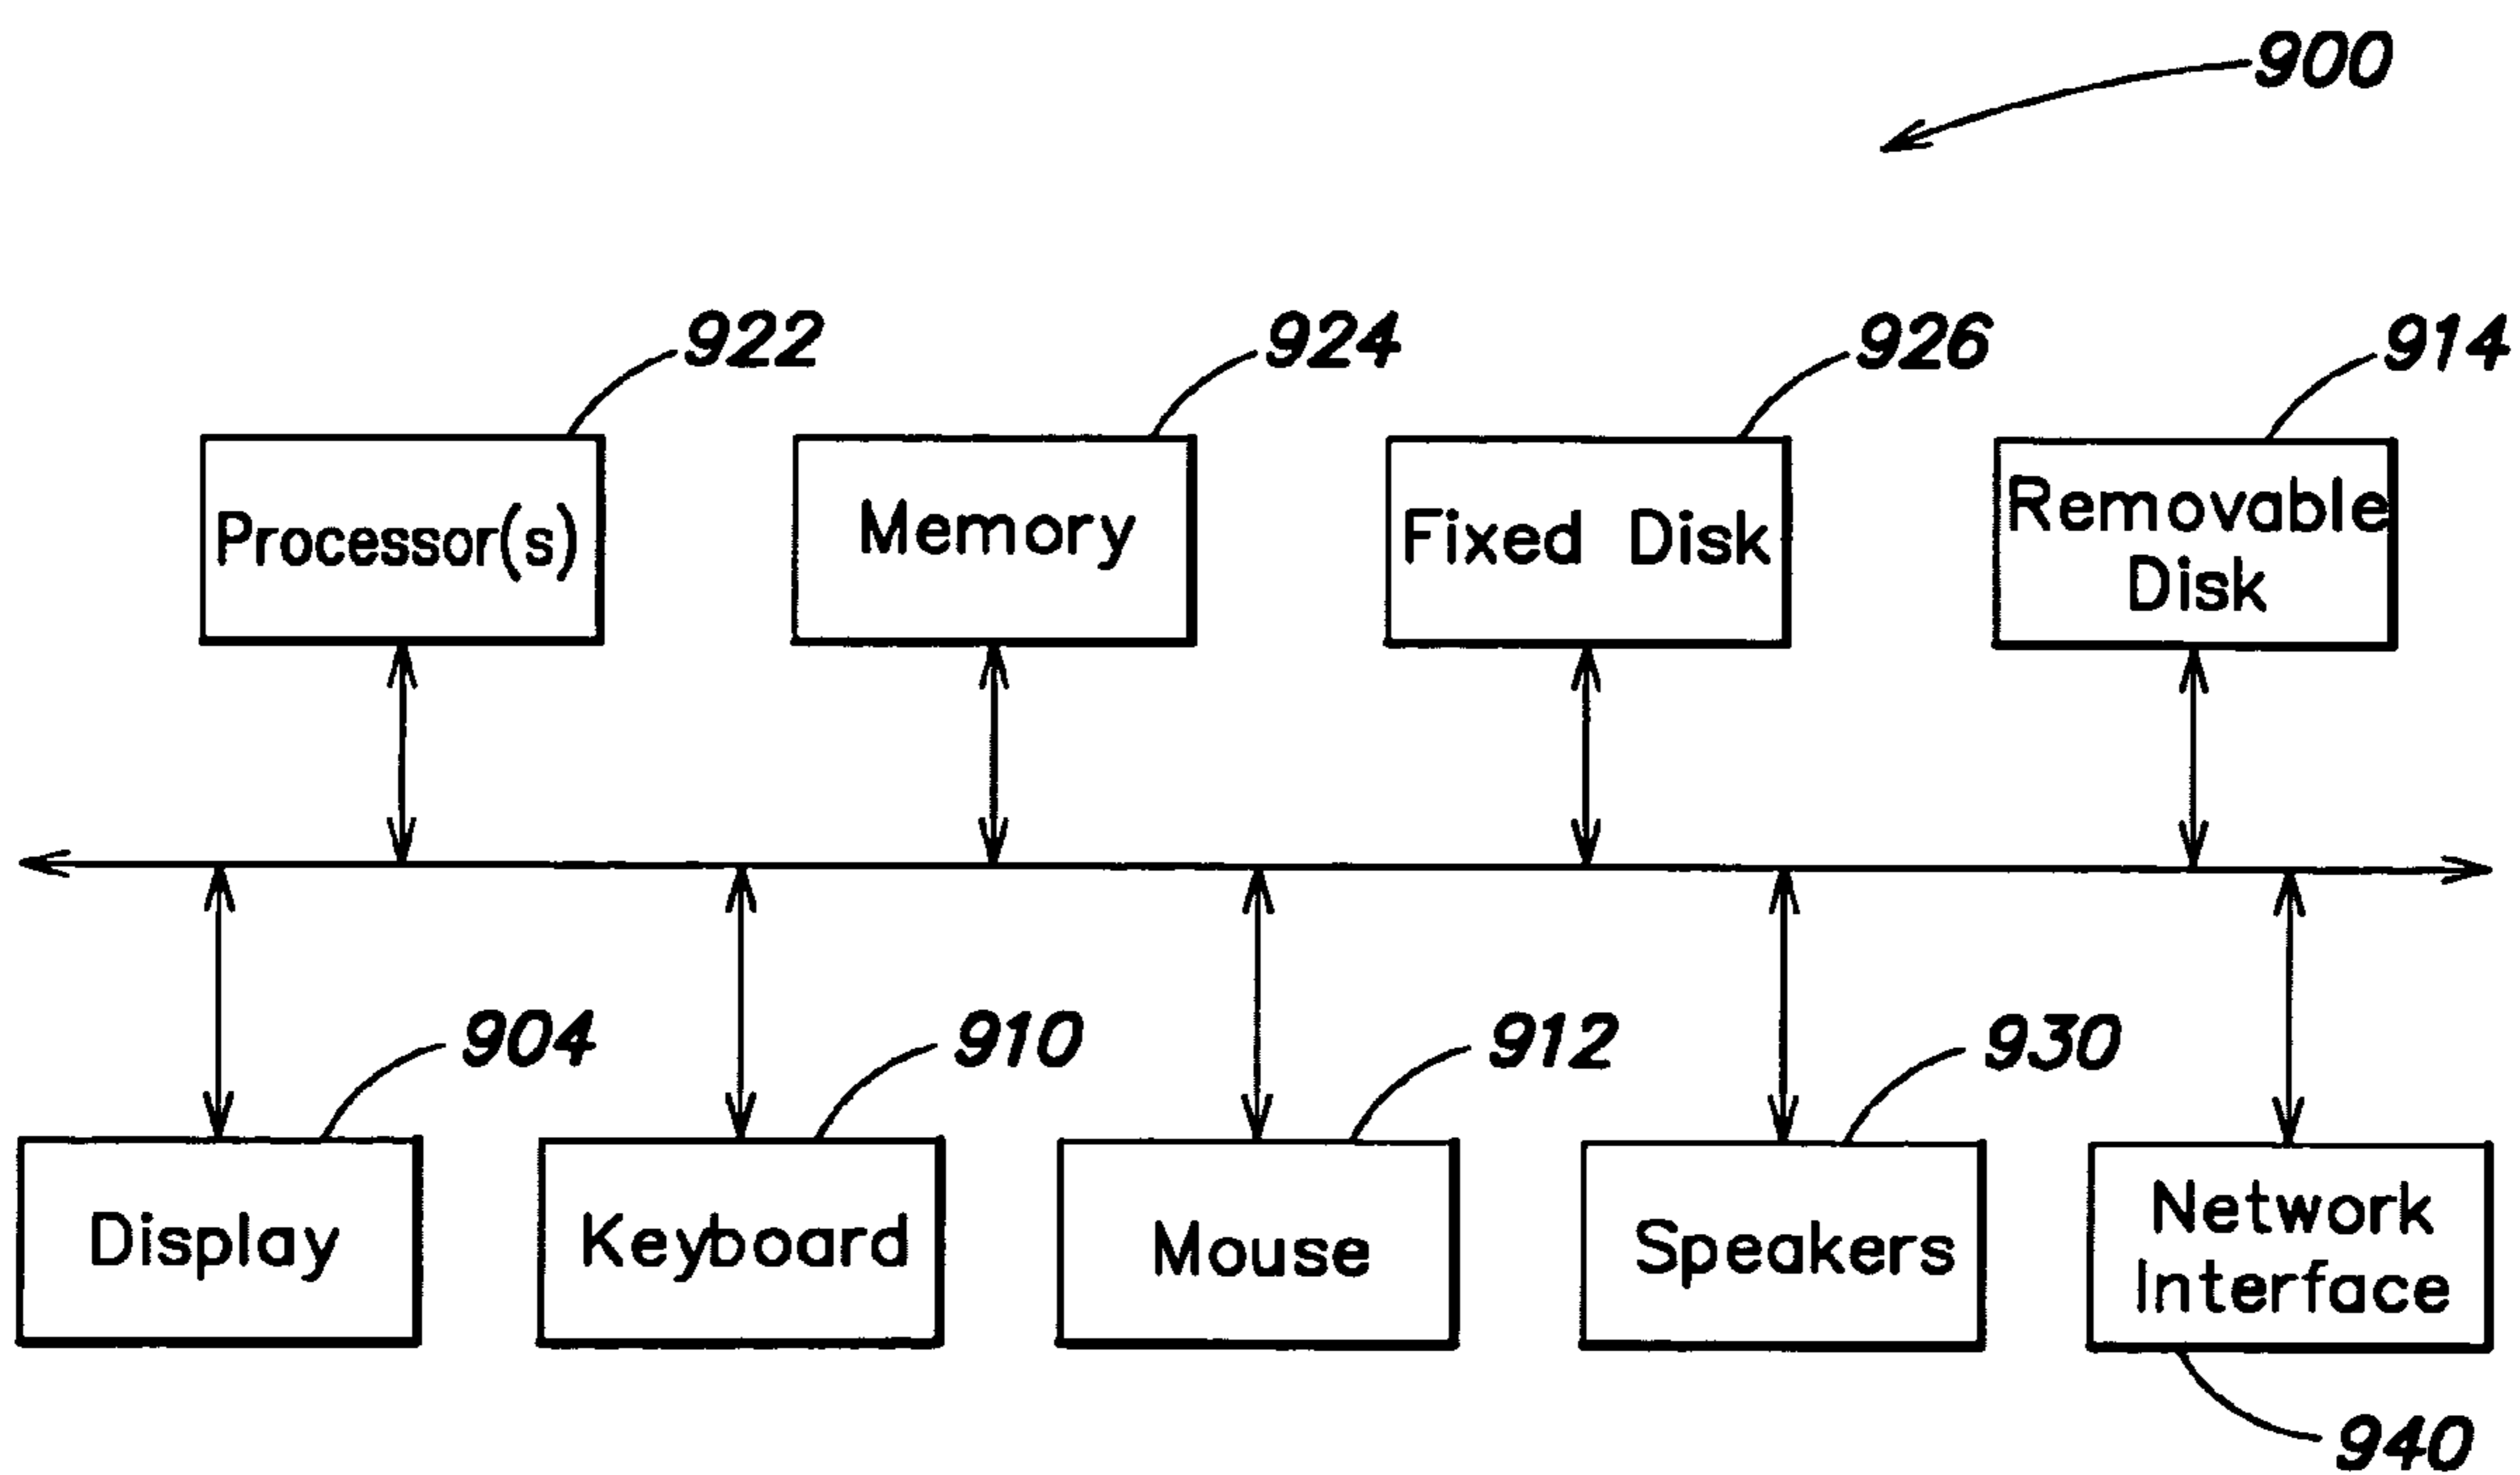 900
922
924
926
914
Processor(s)
Memory
Fixed Disk
Removable
Disk
904
910
912
930
Display
Keyboard
Mouse
Speakers
Network
Interface
940